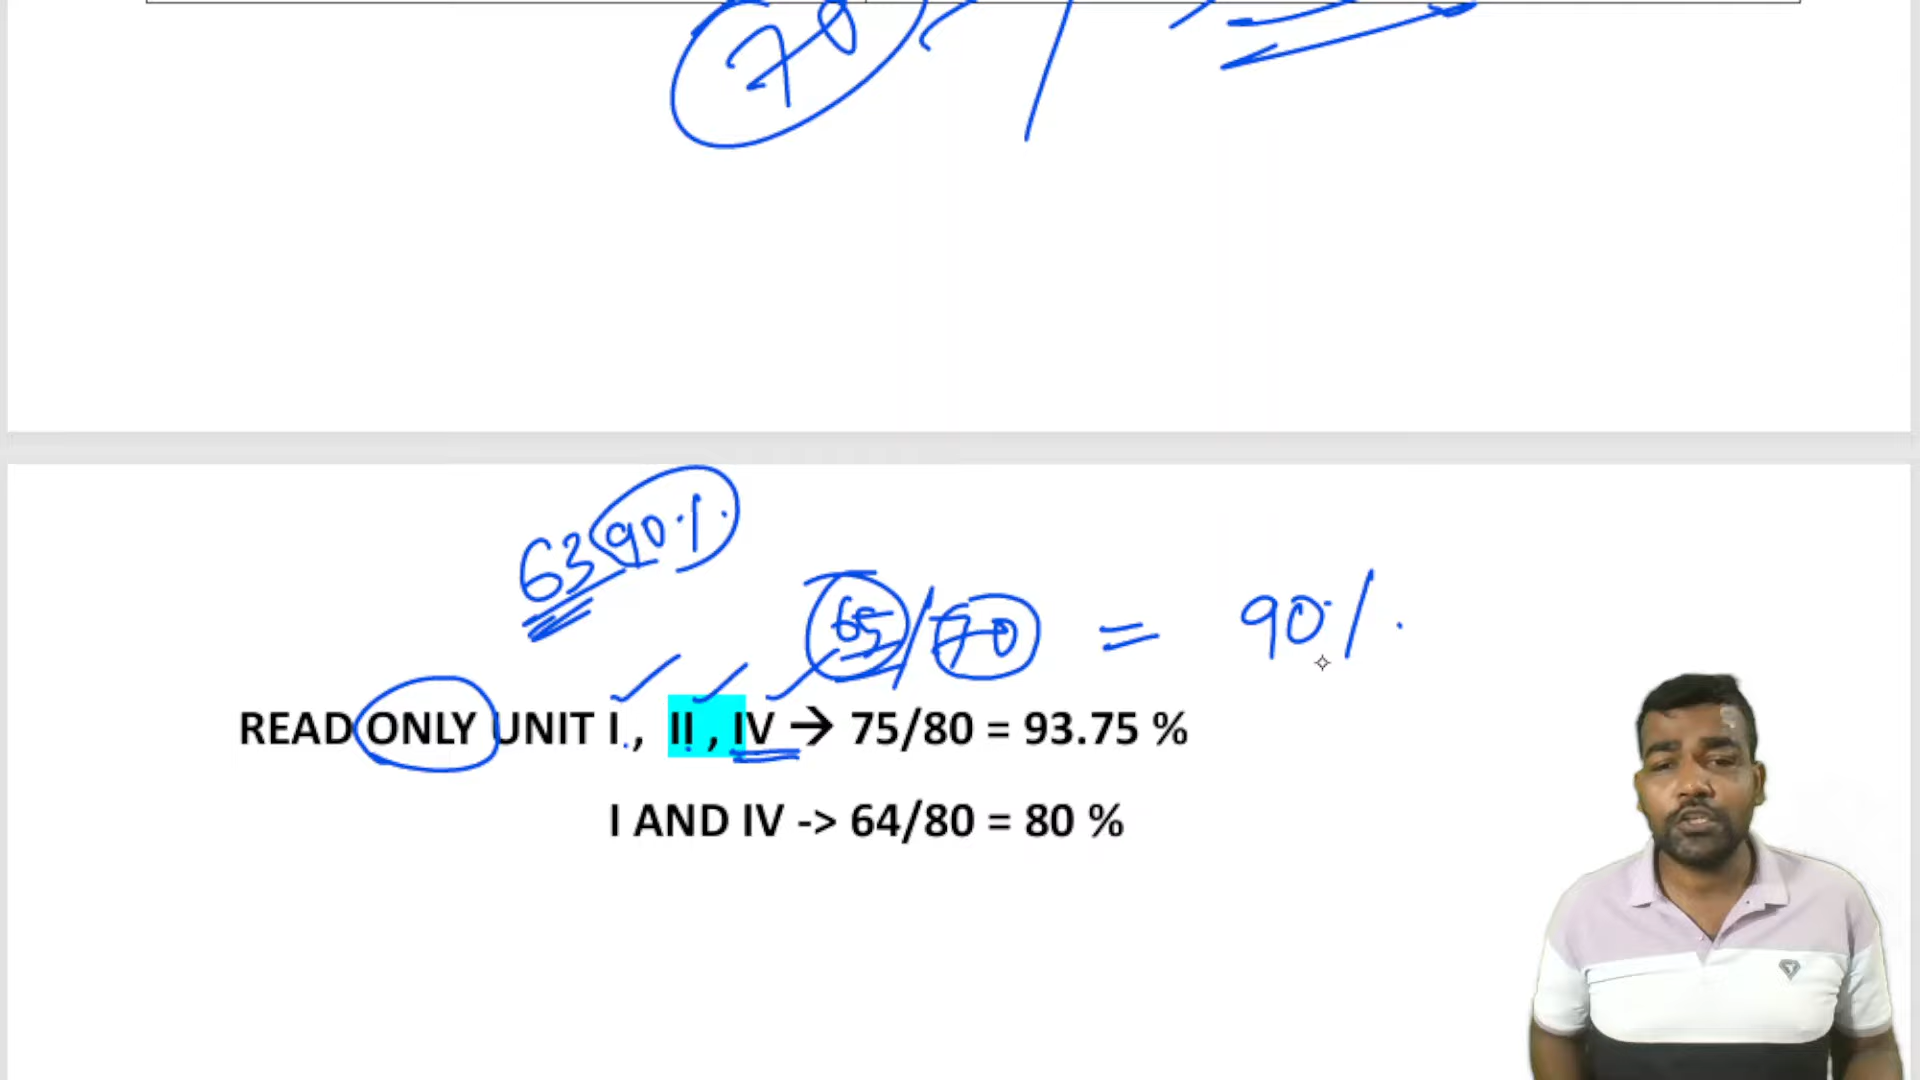 70
63 90%.
65/70 = 90%.
READ ONLY UNIT I, II, IV → 75/80 = 93.75 %
I AND IV -> 64/80 = 80 %